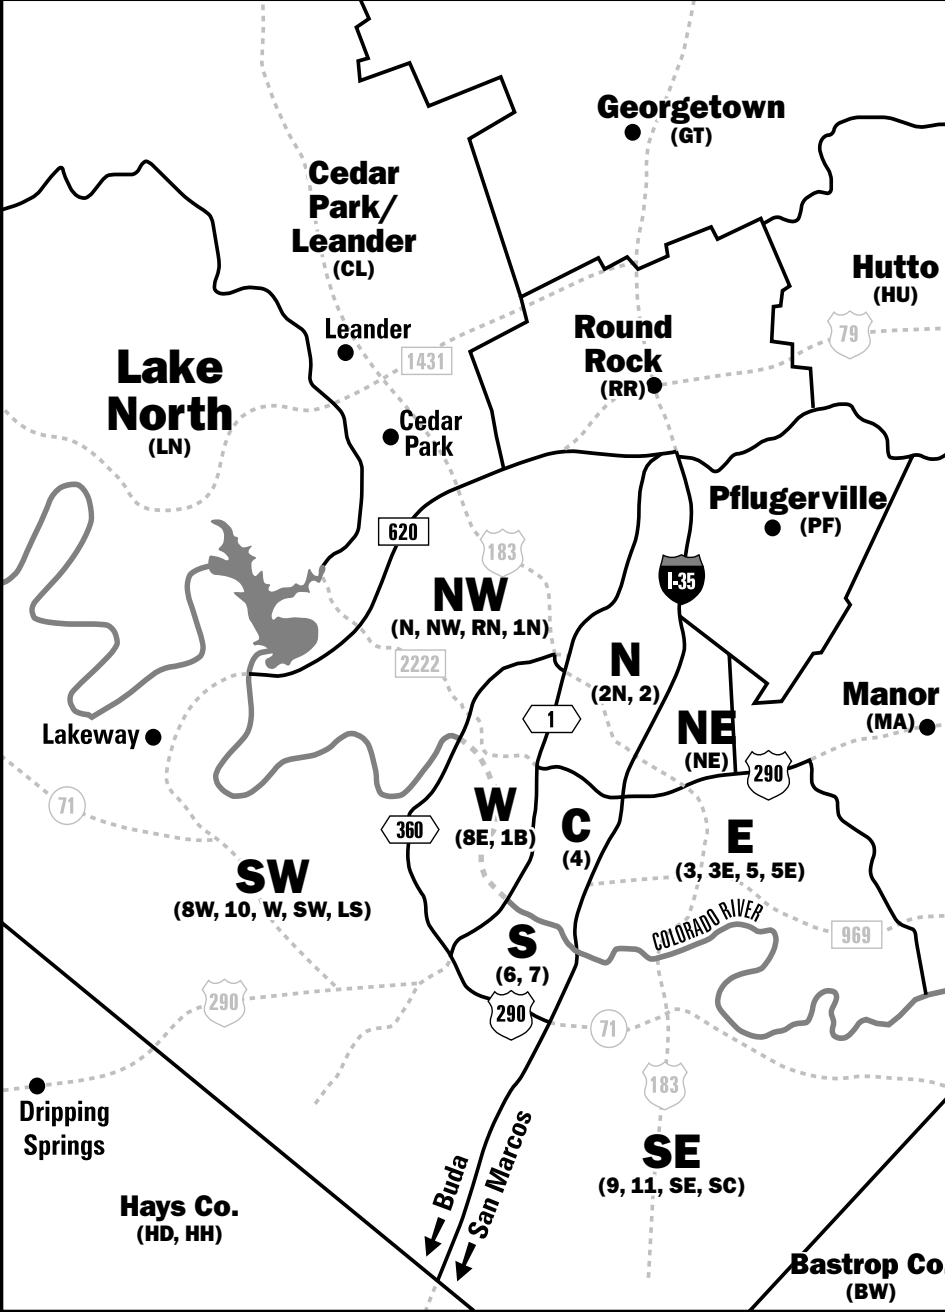 Georgetown
(GT)
Cedar
Park/
Leander
(CL)
Hutto
(HU)
Leander
Round
Rock
(RR)
79
1431
Lake
North
(LN)
Cedar
Park
Pflugerville
(PF)
620
183
I-35
NW
(N, NW, RN, 1N)
2222
N
(2N, 2)
Manor
(MA)
1
NE
(NE)
Lakeway
290
71
W
(8E, 1B)
360
C
(4)
E
(3, 3E, 5, 5E)
SW
(8W, 10, W, SW, LS)
COLORADO RIVER
969
S
(6, 7)
290
290
71
183
Dripping
Springs
SE
(9, 11, SE, SC)
Buda
San Marcos
Hays Co.
(HD, HH)
Bastrop Co.
(BW)